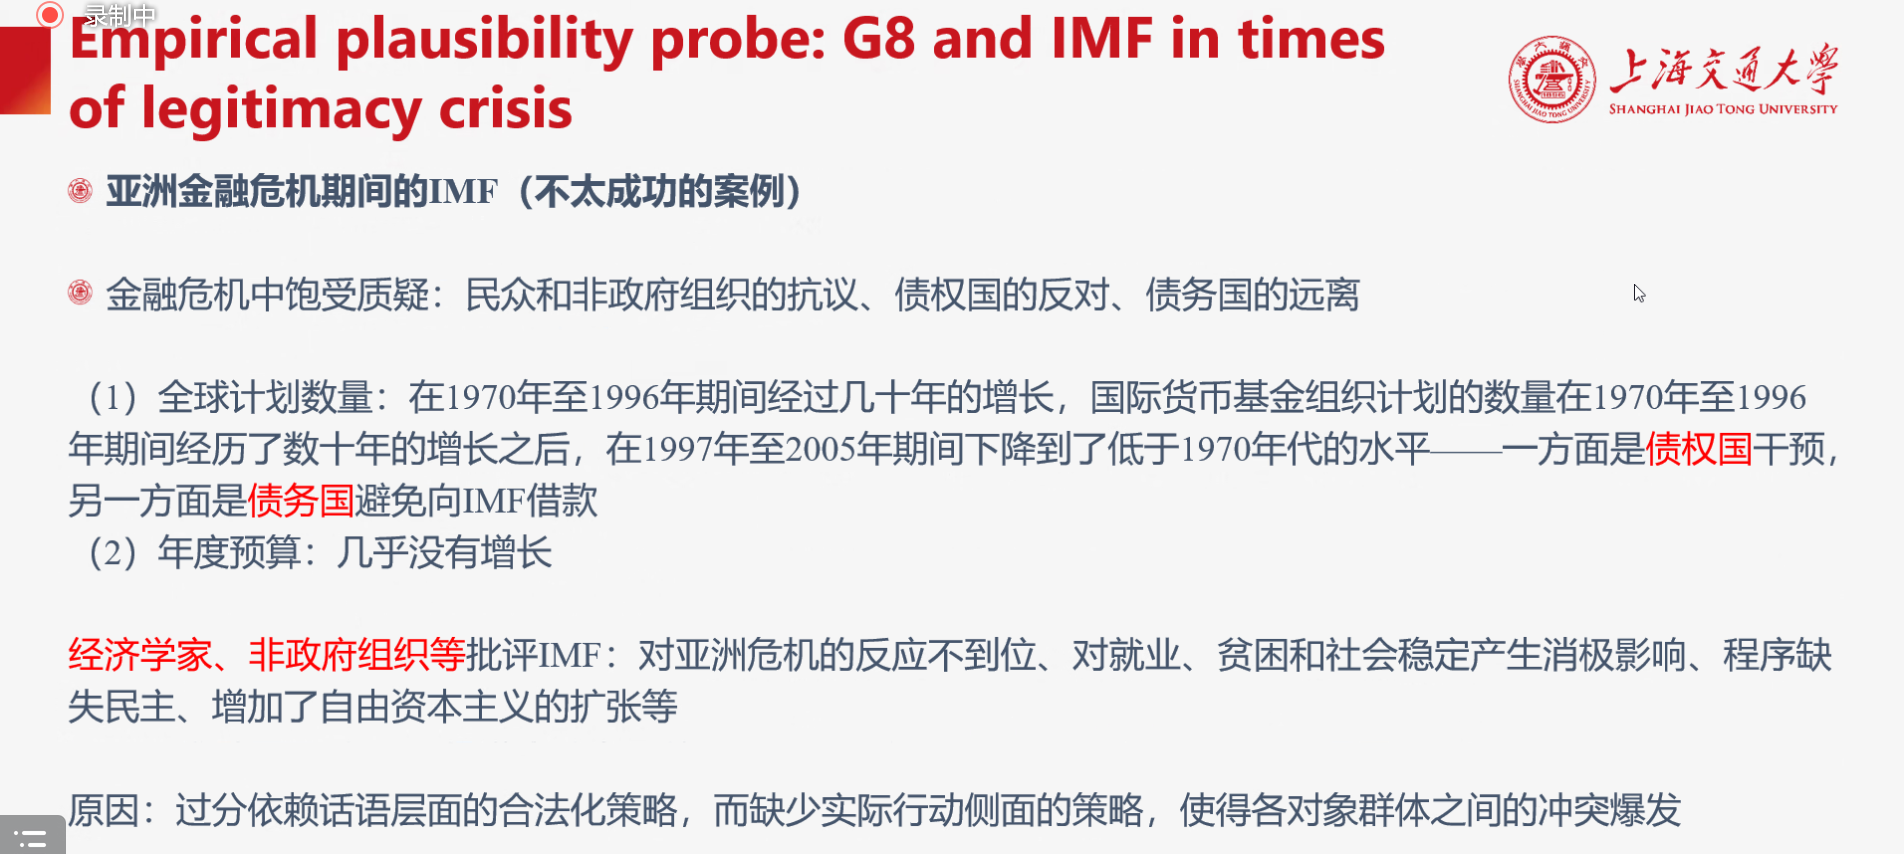 录制中
Empirical plausibility probe: G8 and IMF in times
of legitimacy crisis
上海交通大学
SHANGHAI JIAO TONG UNIVERSITY
亚洲金融危机期间的IMF（不太成功的案例）
金融危机中饱受质疑：民众和非政府组织的抗议、债权国的反对、债务国的远离
（1）全球计划数量：在1970年至1996年期间经过几十年的增长，国际货币基金组织计划的数量在1970年至1996
年期间经历了数十年的增长之后，在1997年至2005年期间下降到了低于1970年代的水平——一方面是债权国干预，
另一方面是债务国避免向IMF借款
（2）年度预算：几乎没有增长
经济学家、非政府组织等批评IMF：对亚洲危机的反应不到位、对就业、贫困和社会稳定产生消极影响、程序缺
失民主、增加了自由资本主义的扩张等
原因：过分依赖话语层面的合法化策略，而缺少实际行动侧面的策略，使得各对象群体之间的冲突爆发